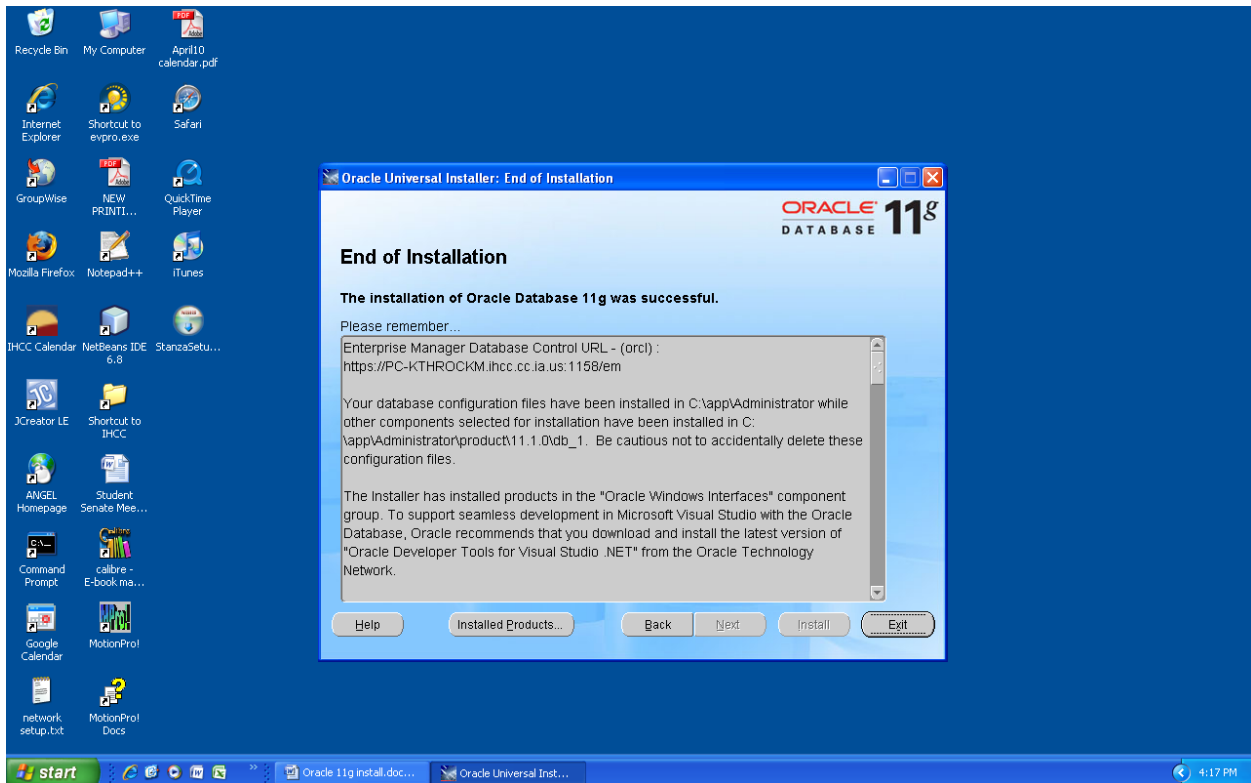 Recycle Bin
My Computer
April10
calendar.pdf
Internet
Explorer
Shortcut to
evpro.exe
Safari
GroupWise
NEW
PRINTI...
QuickTime
Player
Mozilla Firefox
Notepad++
iTunes
IHCC Calendar
NetBeans IDE
6.8
StanzaSetu...
JCreator LE
Shortcut to
IHCC
ANGEL
Homepage
Student
Senate Mee...
Command
Prompt
calibre -
E-book ma...
Google
Calendar
MotionPro!
network
setup.txt
MotionPro!
Docs
Oracle Universal Installer: End of Installation
ORACLE
DATABASE
11g
End of Installation
The installation of Oracle Database 11g was successful.
Please remember...
Enterprise Manager Database Control URL - (orcl) :
https://PC-KTHROCKM.ihcc.cc.ia.us:1158/em
Your database configuration files have been installed in C:\app\Administrator while
other components selected for installation have been installed in C:
\app\Administrator\product\11.1.0\db_1. Be cautious not to accidentally delete these
configuration files.
The Installer has installed products in the "Oracle Windows Interfaces" component
group. To support seamless development in Microsoft Visual Studio with the Oracle
Database, Oracle recommends that you download and install the latest version of
"Oracle Developer Tools for Visual Studio .NET" from the Oracle Technology
Network.
Help
Installed Products...
Back
Next
Install
Exit
start
Oracle 11g install.doc...
Oracle Universal Inst...
4:17 PM